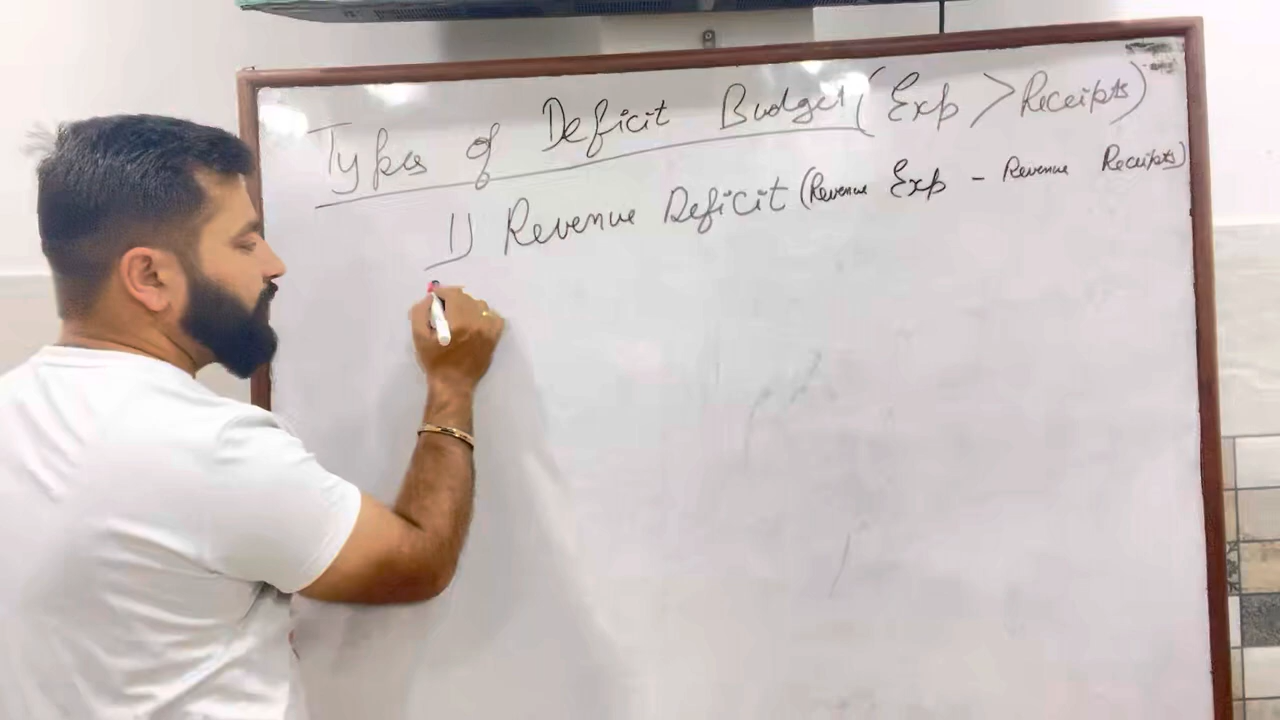 Types of Deficit Budget (Exp > Receipts)
1) Revenue Deficit (Revenue Exp - Revenue Receipts)